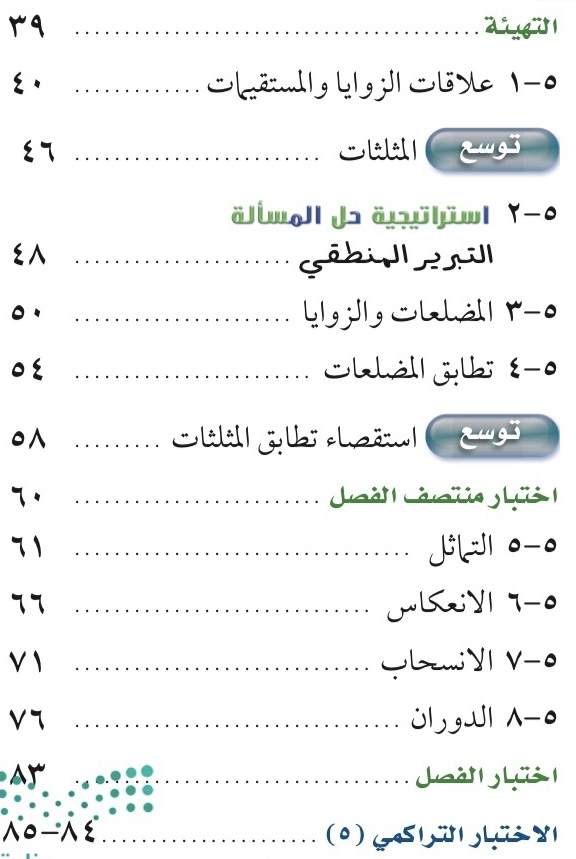 التهيئة ........................................ ٣٩
٥-١ علاقات الزوايا والمستقيمات ............. ٤٠
توسع المثلثات ......................... ٤٦
٥-٢ استراتيجية حل المسألة
التبرير المنطقي ...................... ٤٨
٥-٣ المضلعات والزوايا ...................... ٥٠
٥-٤ تطابق المضلعات ........................ ٥٤
توسع استقصاء تطابق المثلثات ......... ٥٨
اختبار منتصف الفصل ......................... ٦٠
٥-٥ التماثل .................................. ٦١
٥-٦ الانعكاس .............................. ٦٦
٥-٧ الانسحاب .............................. ٧١
٥-٨ الدوران ................................. ٧٦
اختبار الفصل .................................. ٨٣
الاختبار التراكمي (٥) ...................... ٨٤-٨٥